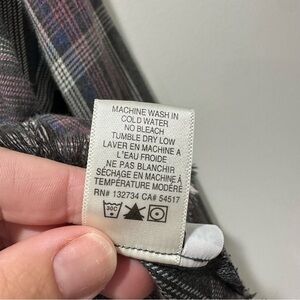 MACHINE WASH IN
COLD WATER
NO BLEACH
TUMBLE DRY LOW
LAVER EN MACHINE A
L'EAU FROIDE
NE PAS BLANCHIR
SÉCHAGE EN MACHINE À
TEMPÉRATURE MODÉRÉ
RN# 132734 CA# 54517
30C